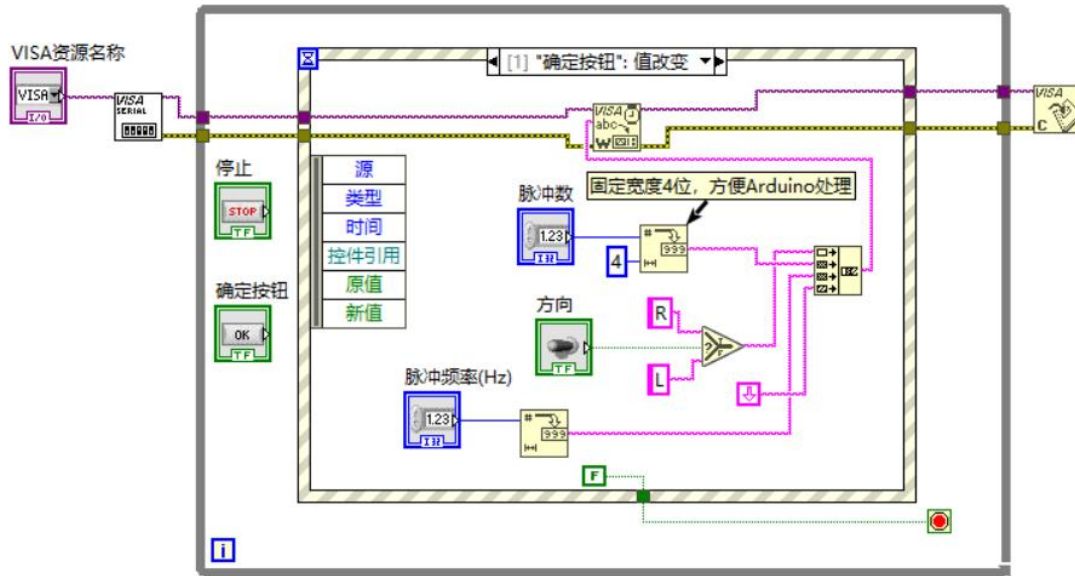 VISA资源名称
VISA
I/O
VISA
SERIAL
[1] "确定按钮": 值改变
VISA
abc
W
VISA
C
停止
STOP
TF
确定按钮
OK
TF
源
类型
时间
控件引用
原值
新值
固定宽度4位，方便Arduino处理
脉冲数
1.23
I32
#
999
4
方向
TF
R
L
?
T
F
脉冲频率(Hz)
1.23
I32
#
999
F
i